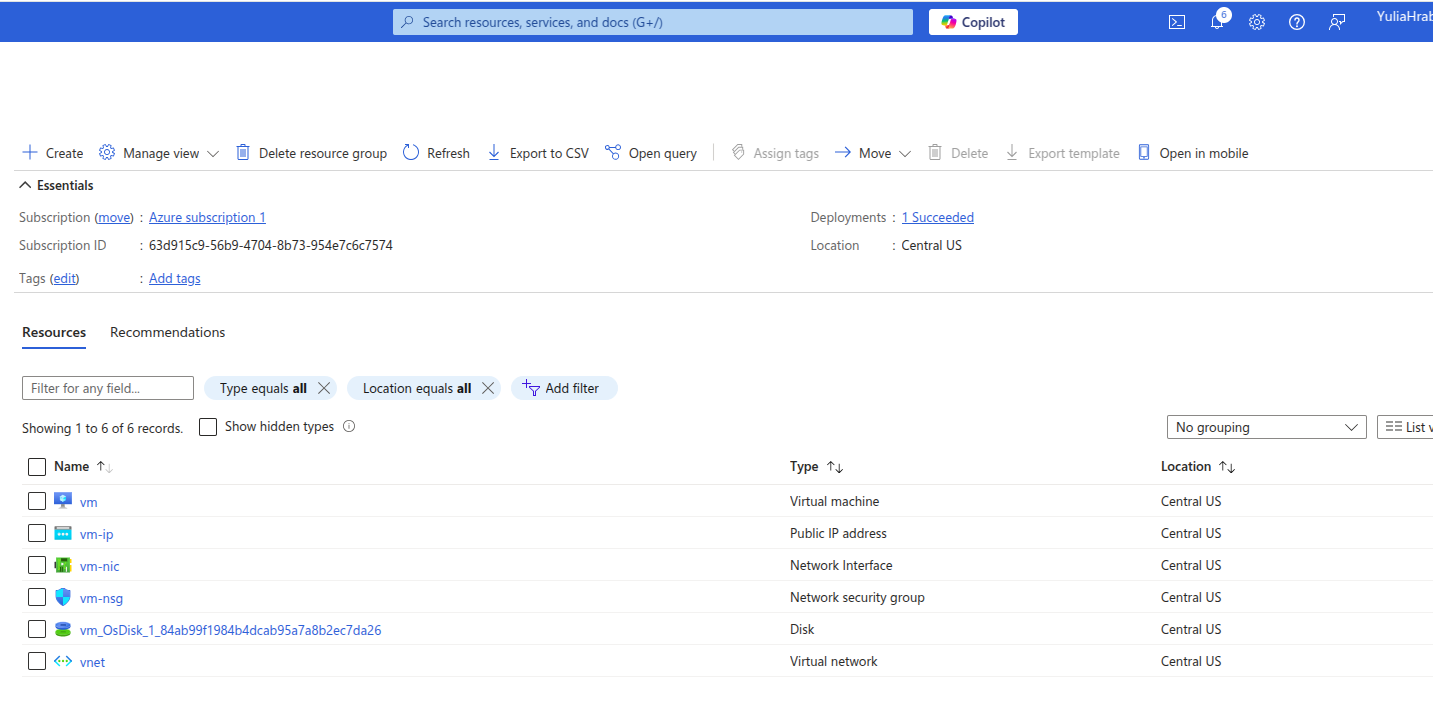 Search resources, services, and docs (G+/)
Copilot
6
YuliaHrab
Create Manage view Delete resource group Refresh Export to CSV Open query Assign tags Move Delete Export template Open in mobile
Essentials
Subscription (move) : Azure subscription 1 Deployments : 1 Succeeded
Subscription ID : 63d915c9-56b9-4704-8b73-954e7c6c7574 Location : Central US
Tags (edit) : Add tags
Resources Recommendations
Filter for any field... Type equals all Location equals all Add filter
Showing 1 to 6 of 6 records. Show hidden types No grouping List
Name Type Location
vm Virtual machine Central US
vm-ip Public IP address Central US
vm-nic Network Interface Central US
vm-nsg Network security group Central US
vm_OsDisk_1_84ab99f1984b4dcab95a7a8b2ec7da26 Disk Central US
vnet Virtual network Central US